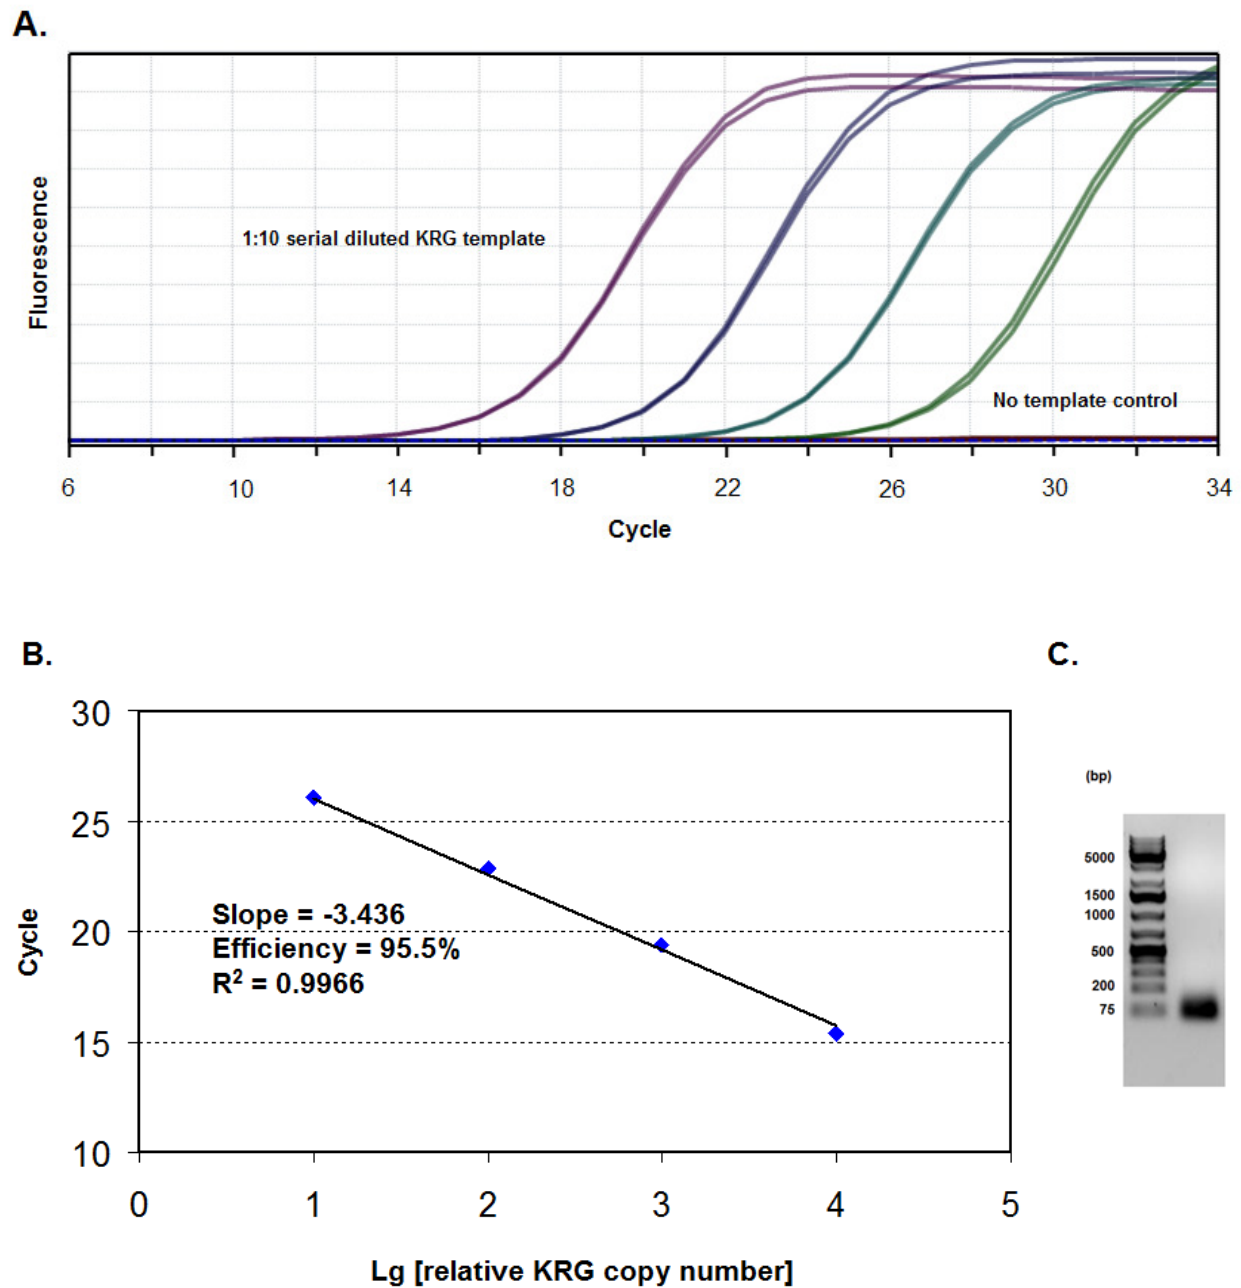 A.
Fluorescence
1:10 serial diluted KRG template
No template control
6 10 14 18 22 26 30 34
Cycle
B.
30
25
20
15
10
Cycle
Slope = -3.436
Efficiency = 95.5%
R² = 0.9966
0 1 2 3 4 5
Lg [relative KRG copy number]
C.
(bp)
5000
1500
1000
500
200
75